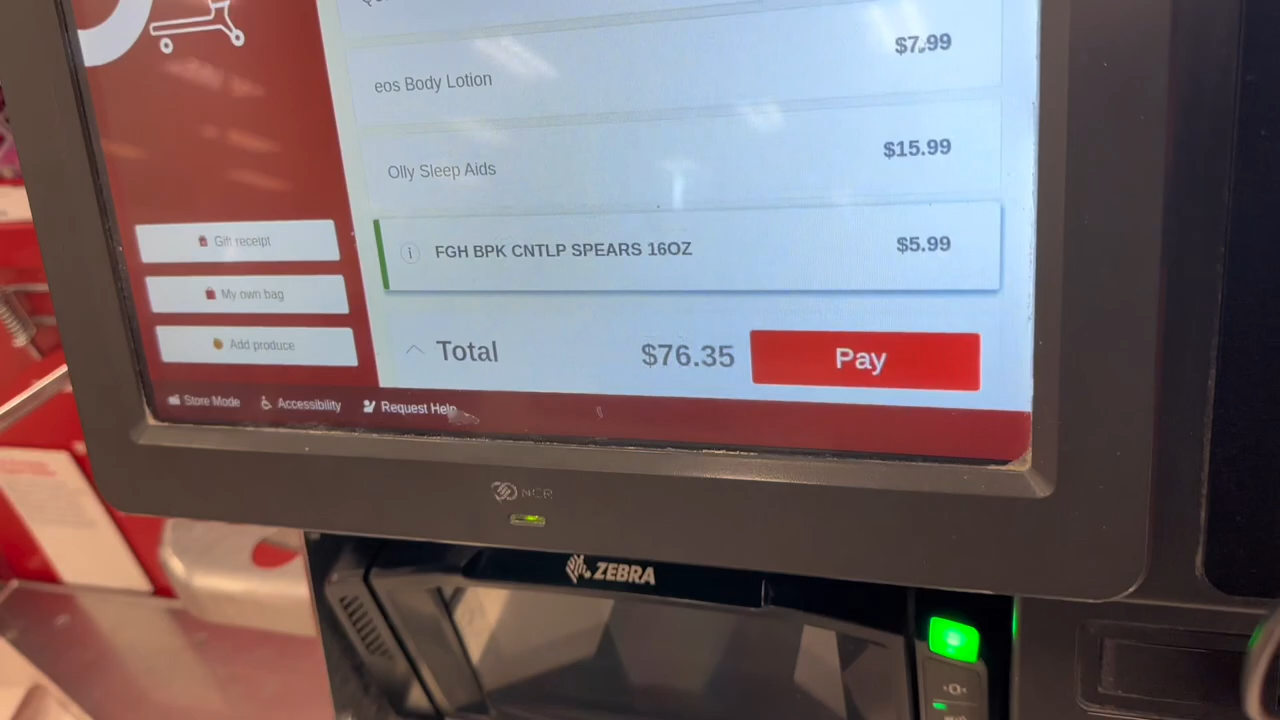 $7.99
eos Body Lotion
$15.99
Olly Sleep Aids
Gift receipt
FGH BPK CNTLP SPEARS 16OZ $5.99
My own bag
Add produce
Total $76.35 Pay
Store Mode Accessibility Request Help
NCR
ZEBRA